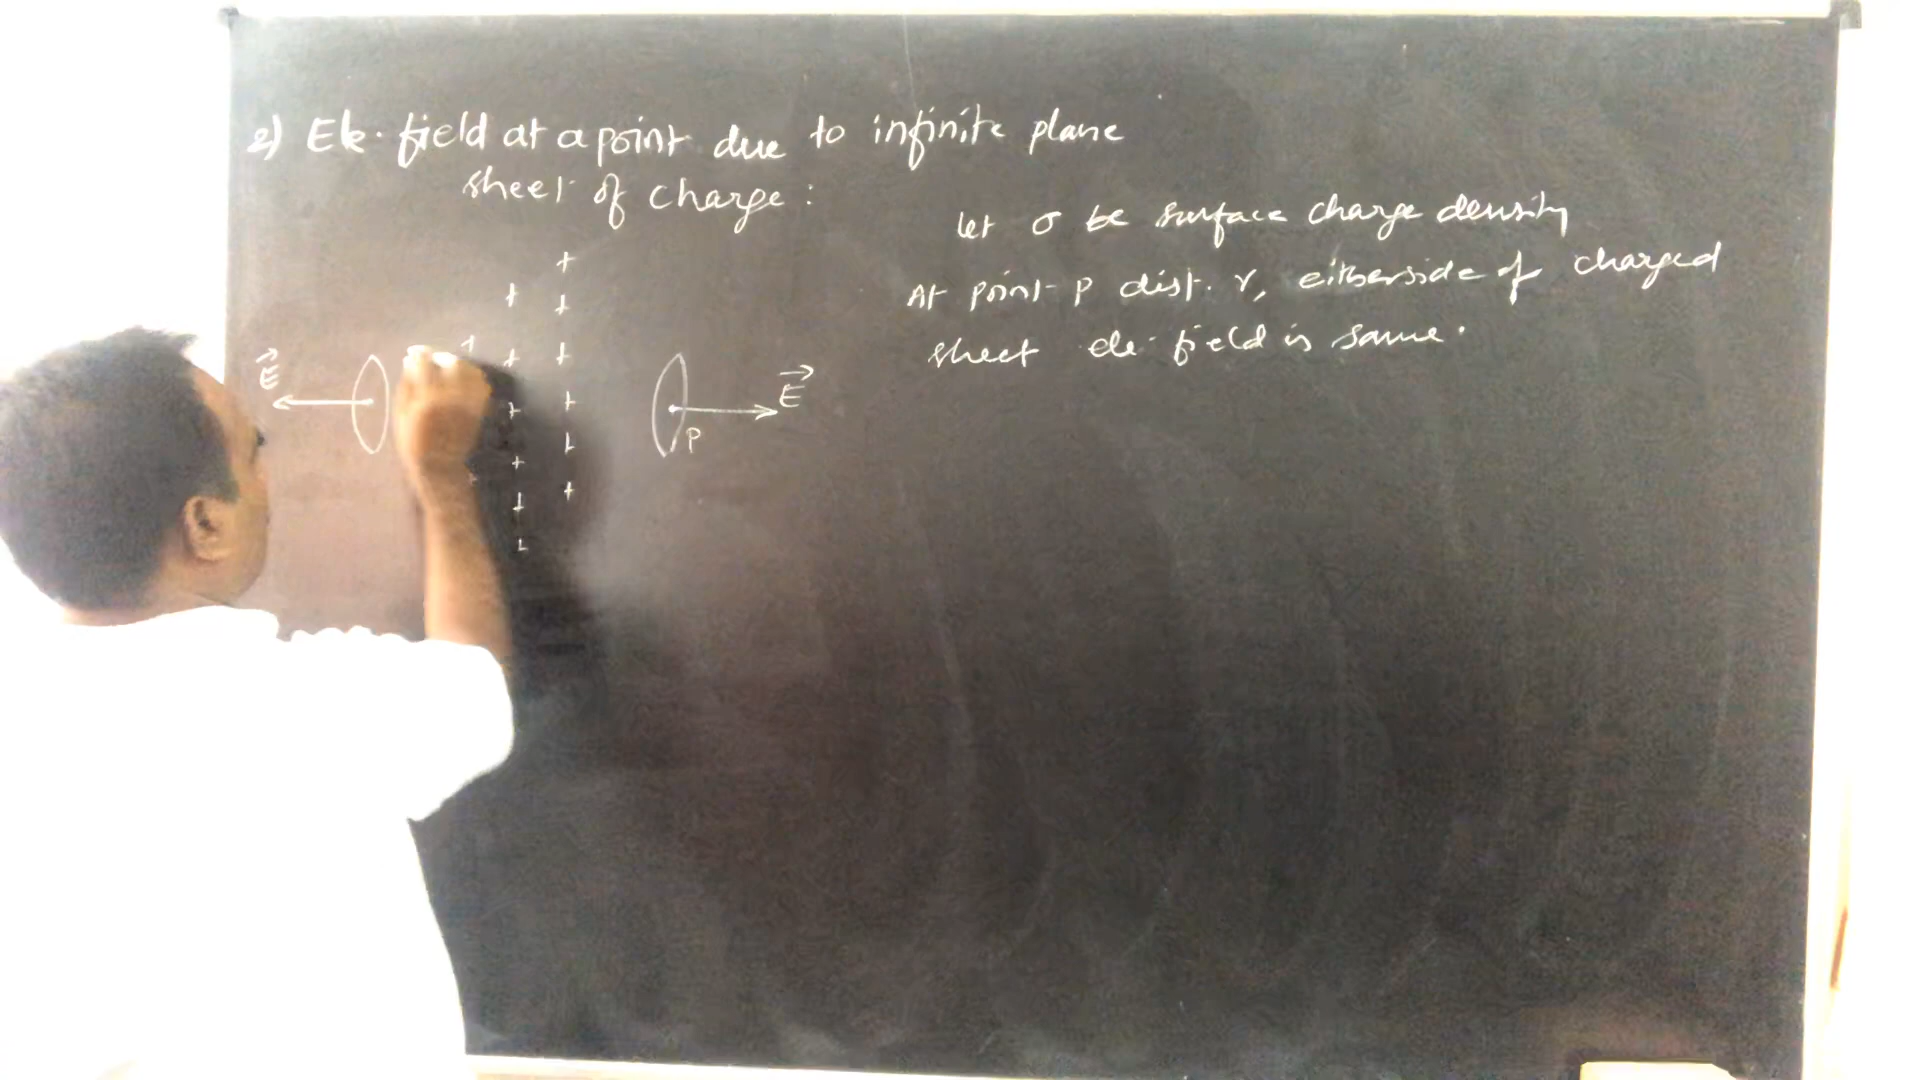 2) Ele. field at a point due to infinite plane
sheet of charge :
let σ be surface charge density
At point P dist. r, eitherside of charged
sheet ele. field is same.
E
E
P